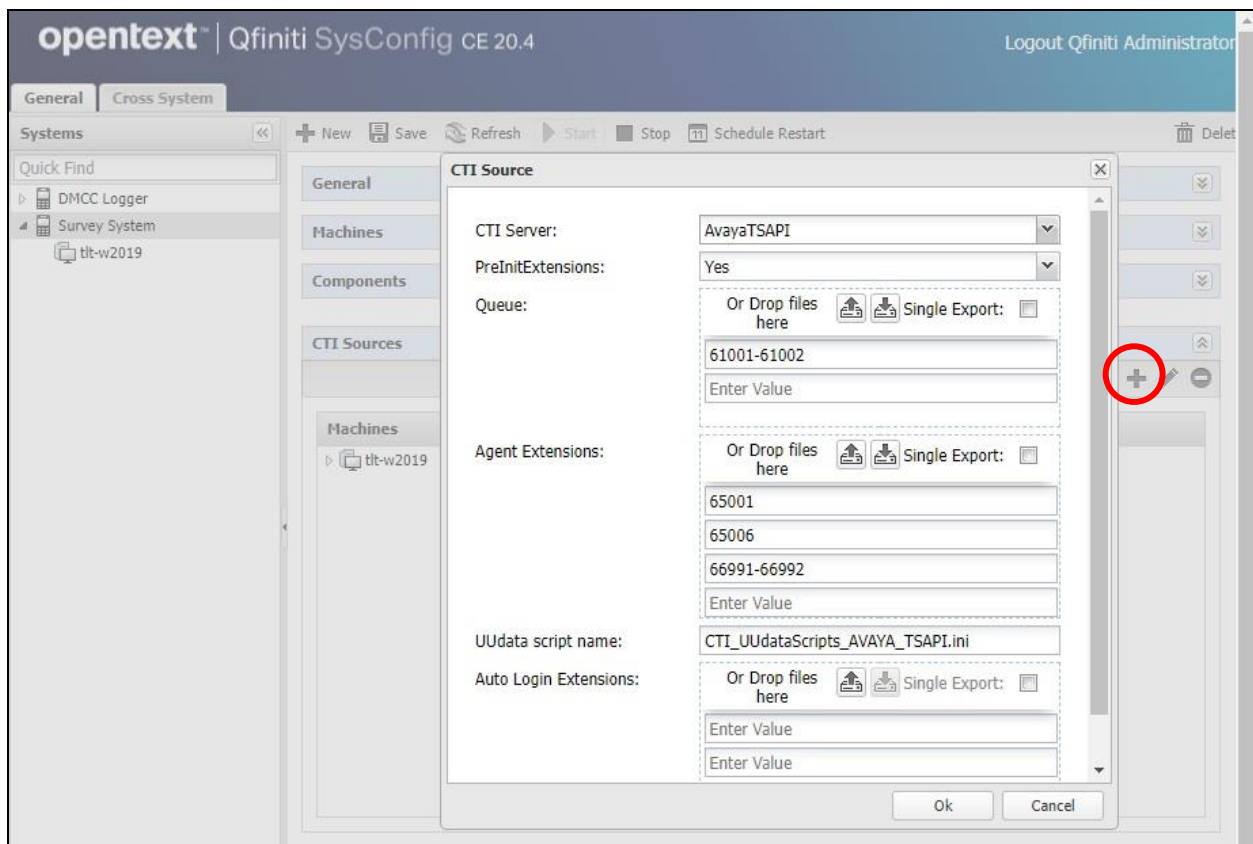 opentext™ | Qfiniti SysConfig CE 20.4
Logout Qfiniti Administrator
General Cross System
Systems
New Save Refresh Start Stop 11 Schedule Restart Delet
Quick Find
DMCC Logger
Survey System
tlt-w2019
General
Machines
Components
CTI Sources
Machines
tlt-w2019
CTI Source
CTI Server: AvayaTSAPI
PreInitExtensions: Yes
Queue: Or Drop files here Single Export:
61001-61002
Enter Value
Agent Extensions: Or Drop files here Single Export:
65001
65006
66991-66992
Enter Value
UUdata script name: CTI_UUdataScripts_AVAYA_TSAPI.ini
Auto Login Extensions: Or Drop files here Single Export:
Enter Value
Enter Value
Ok Cancel